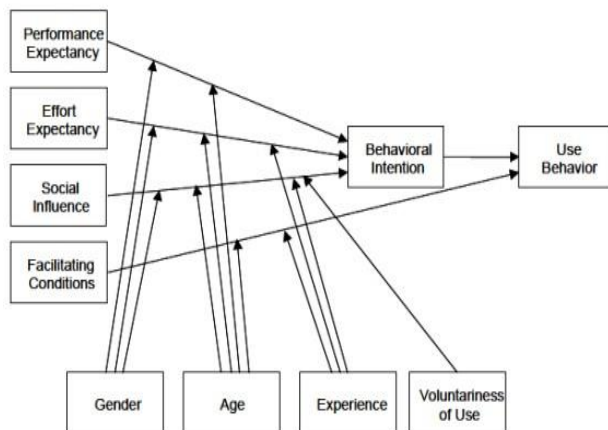 Performance
Expectancy
Effort
Expectancy
Behavioral
Intention
Use
Behavior
Social
Influence
Facilitating
Conditions
Gender
Age
Experience
Voluntariness
of Use